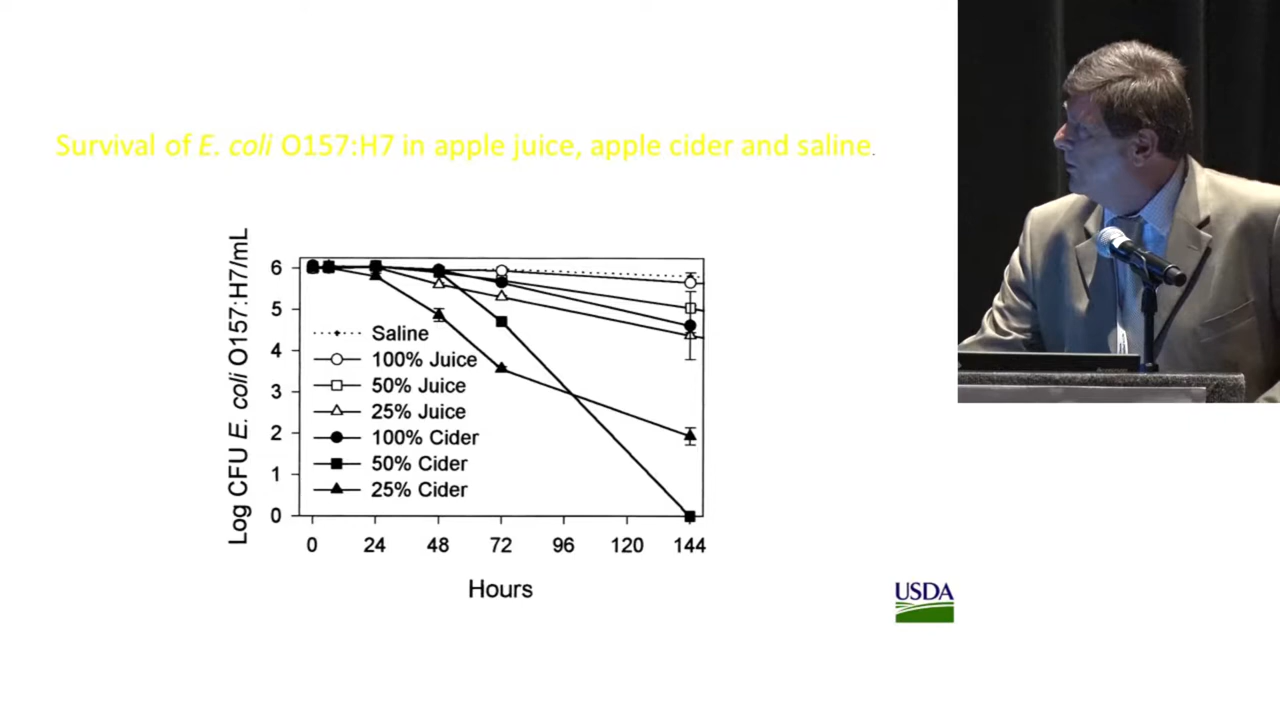 Survival of E. coli O157:H7 in apple juice, apple cider and saline.
Log CFU E. coli O157:H7/mL
6
5
4
3
2
1
0
Saline
100% Juice
50% Juice
25% Juice
100% Cider
50% Cider
25% Cider
0 24 48 72 96 120 144
Hours
USDA